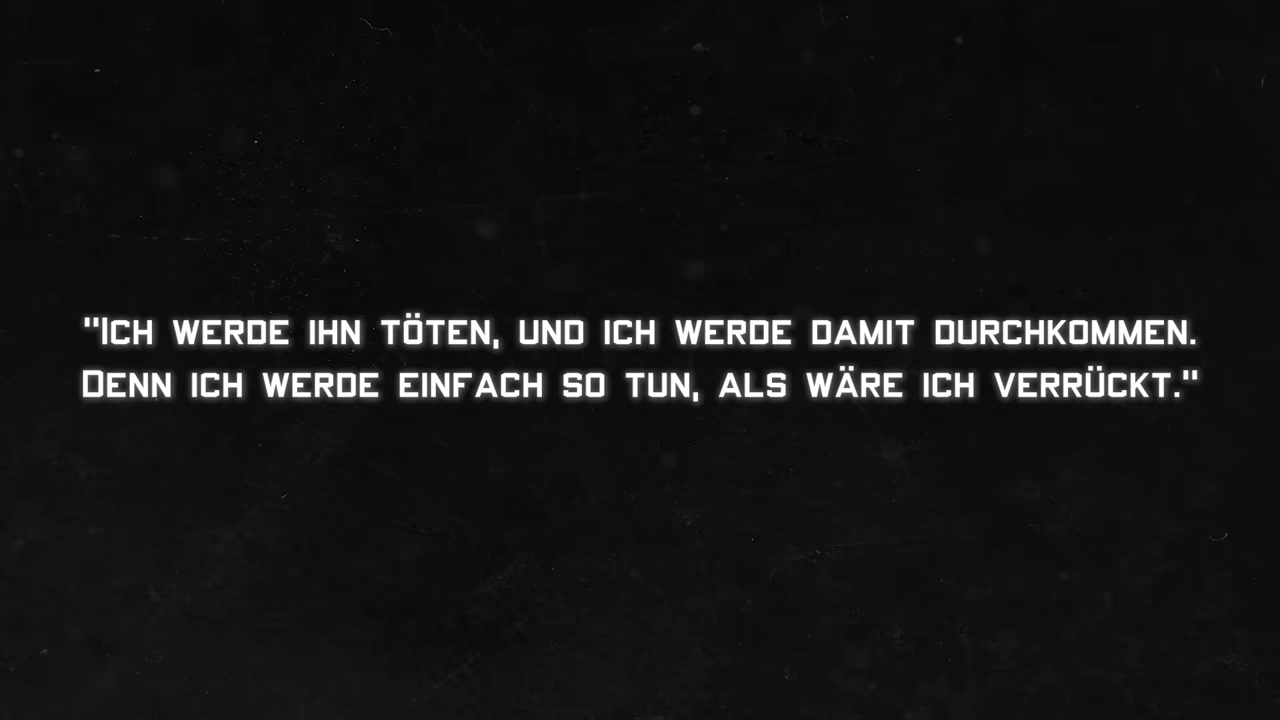 "Ich werde ihn töten, und ich werde damit durchkommen.
Denn ich werde einfach so tun, als wäre ich verrückt."